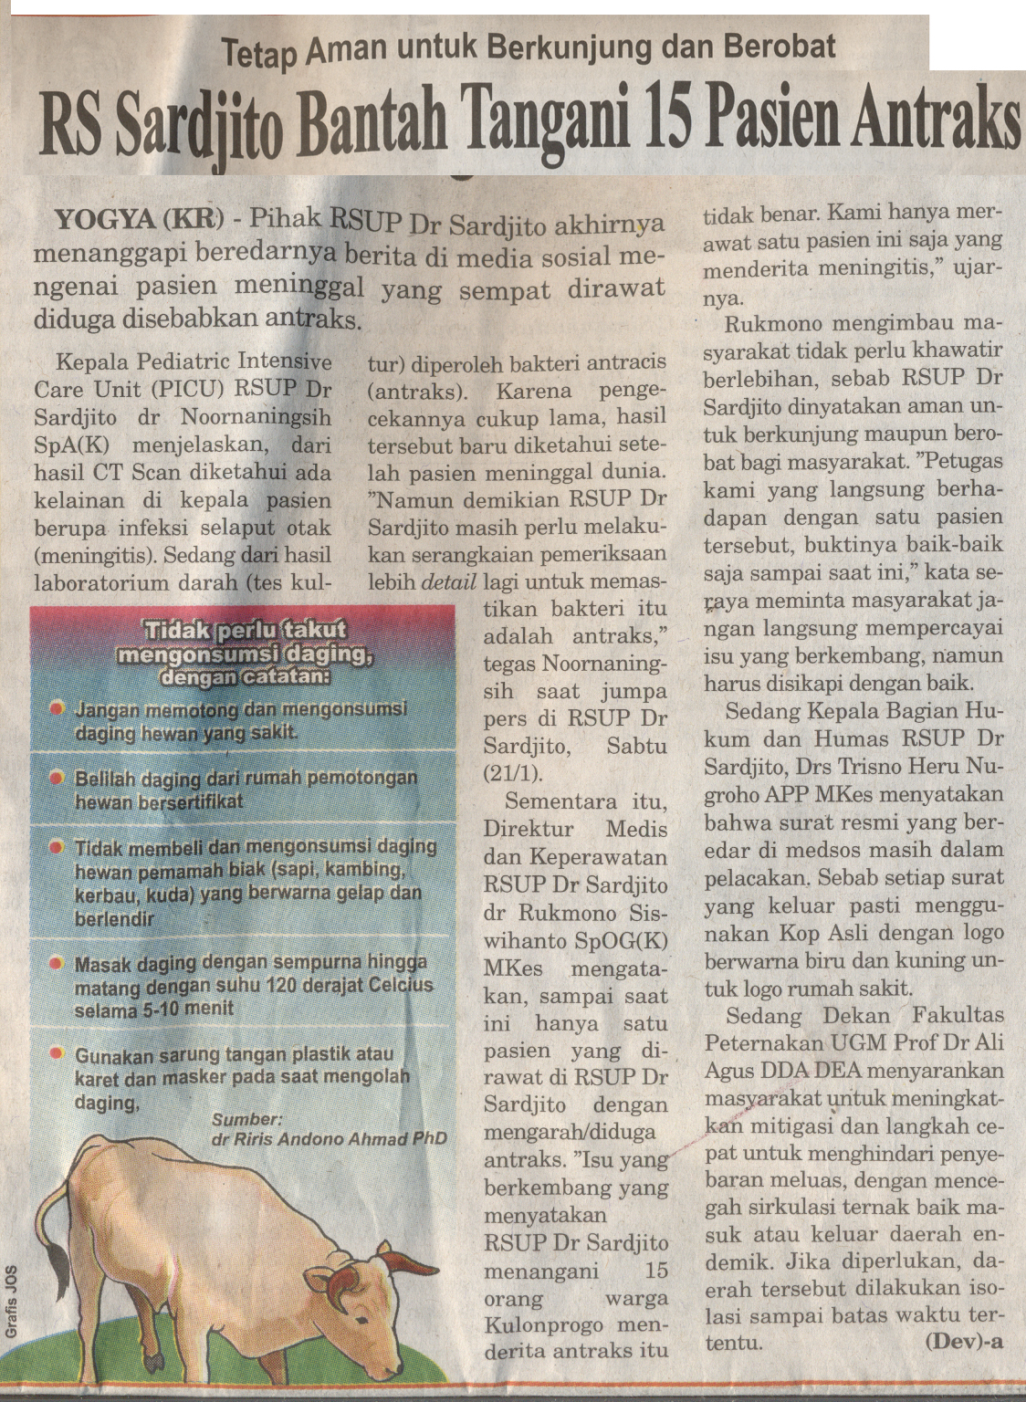 Tetap Aman untuk Berkunjung dan Berobat
RS Sardjito Bantah Tangani 15 Pasien Antraks
YOGYA (KR) - Pihak RSUP Dr Sardjito akhirnya
menanggapi beredarnya berita di media sosial me-
ngenai pasien meninggal yang sempat dirawat
diduga disebabkan antraks.
Kepala Pediatric Intensive
Care Unit (PICU) RSUP Dr
Sardjito dr Noornaningsih
SpA(K) menjelaskan, dari
hasil CT Scan diketahui ada
kelainan di kepala pasien
berupa infeksi selaput otak
(meningitis). Sedang dari hasil
laboratorium darah (tes kul-
tur) diperoleh bakteri antracis
(antraks). Karena penge-
cekannya cukup lama, hasil
tersebut baru diketahui sete-
lah pasien meninggal dunia.
"Namun demikian RSUP Dr
Sardjito masih perlu melaku-
kan serangkaian pemeriksaan
lebih detail lagi untuk memas-
tikan bakteri itu
adalah antraks,"
tegas Noornaning-
sih saat jumpa
pers di RSUP Dr
Sardjito, Sabtu
(21/1).
Sementara itu,
Direktur Medis
dan Keperawatan
RSUP Dr Sardjito
dr Rukmono Sis-
wihanto SpOG(K)
MKes mengata-
kan, sampai saat
ini hanya satu
pasien yang di-
rawat di RSUP Dr
Sardjito dengan
mengarah/diduga
antraks. "Isu yang
berkembang yang
menyatakan
RSUP Dr Sardjito
menangani 15
orang warga
Kulonprogo men-
derita antraks itu
tidak benar. Kami hanya mer-
awat satu pasien ini saja yang
menderita meningitis," ujar-
nya.
Rukmono mengimbau ma-
syarakat tidak perlu khawatir
berlebihan, sebab RSUP Dr
Sardjito dinyatakan aman un-
tuk berkunjung maupun bero-
bat bagi masyarakat. "Petugas
kami yang langsung berha-
dapan dengan satu pasien
tersebut, buktinya baik-baik
saja sampai saat ini," kata se-
raya meminta masyarakat ja-
ngan langsung mempercayai
isu yang berkembang, namun
harus disikapi dengan baik.
Sedang Kepala Bagian Hu-
kum dan Humas RSUP Dr
Sardjito, Drs Trisno Heru Nu-
groho APP MKes menyatakan
bahwa surat resmi yang ber-
edar di medsos masih dalam
pelacakan. Sebab setiap surat
yang keluar pasti menggu-
nakan Kop Asli dengan logo
berwarna biru dan kuning un-
tuk logo rumah sakit.
Sedang Dekan Fakultas
Peternakan UGM Prof Dr Ali
Agus DDA DEA menyarankan
masyarakat untuk meningkat-
kan mitigasi dan langkah ce-
pat untuk menghindari penye-
baran meluas, dengan mence-
gah sirkulasi ternak baik ma-
suk atau keluar daerah en-
demik. Jika diperlukan, da-
erah tersebut dilakukan iso-
lasi sampai batas waktu ter-
tentu. (Dev)-a
Tidak perlu takut
mengonsumsi daging,
dengan catatan:
Jangan memotong dan mengonsumsi
daging hewan yang sakit.
Belilah daging dari rumah pemotongan
hewan bersertifikat
Tidak membeli dan mengonsumsi daging
hewan pemamah biak (sapi, kambing,
kerbau, kuda) yang berwarna gelap dan
berlendir
Masak daging dengan sempurna hingga
matang dengan suhu 120 derajat Celcius
selama 5-10 menit
Gunakan sarung tangan plastik atau
karet dan masker pada saat mengolah
daging,
Sumber:
dr Riris Andono Ahmad PhD
Grafis JOS